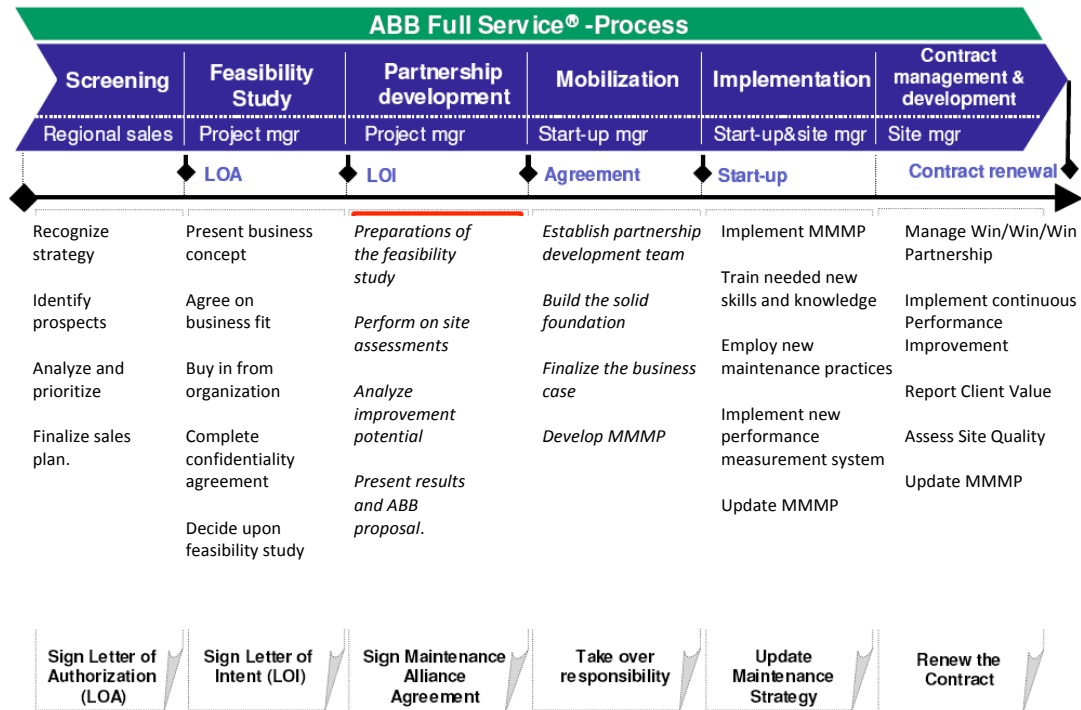 ABB Full Service® -Process
Screening
Feasibility
Study
Partnership
development
Mobilization
Implementation
Contract
management &
development
Regional sales
Project mgr
Project mgr
Start-up mgr
Start-up&site mgr
Site mgr
LOA
LOI
Agreement
Start-up
Contract renewal
Recognize
strategy
Identify
prospects
Analyze and
prioritize
Finalize sales
plan.
Present business
concept
Agree on
business fit
Buy in from
organization
Complete
confidentiality
agreement
Decide upon
feasibility study
Preparations of
the feasibility
study
Perform on site
assessments
Analyze
improvement
potential
Present results
and ABB
proposal.
Establish partnership
development team
Build the solid
foundation
Finalize the business
case
Develop MMMP
Implement MMMP
Train needed new
skills and knowledge
Employ new
maintenance practices
Implement new
performance
measurement system
Update MMMP
Manage Win/Win/Win
Partnership
Implement continuous
Performance
Improvement
Report Client Value
Assess Site Quality
Update MMMP
Sign Letter of
Authorization
(LOA)
Sign Letter of
Intent (LOI)
Sign Maintenance
Alliance
Agreement
Take over
responsibility
Update
Maintenance
Strategy
Renew the
Contract